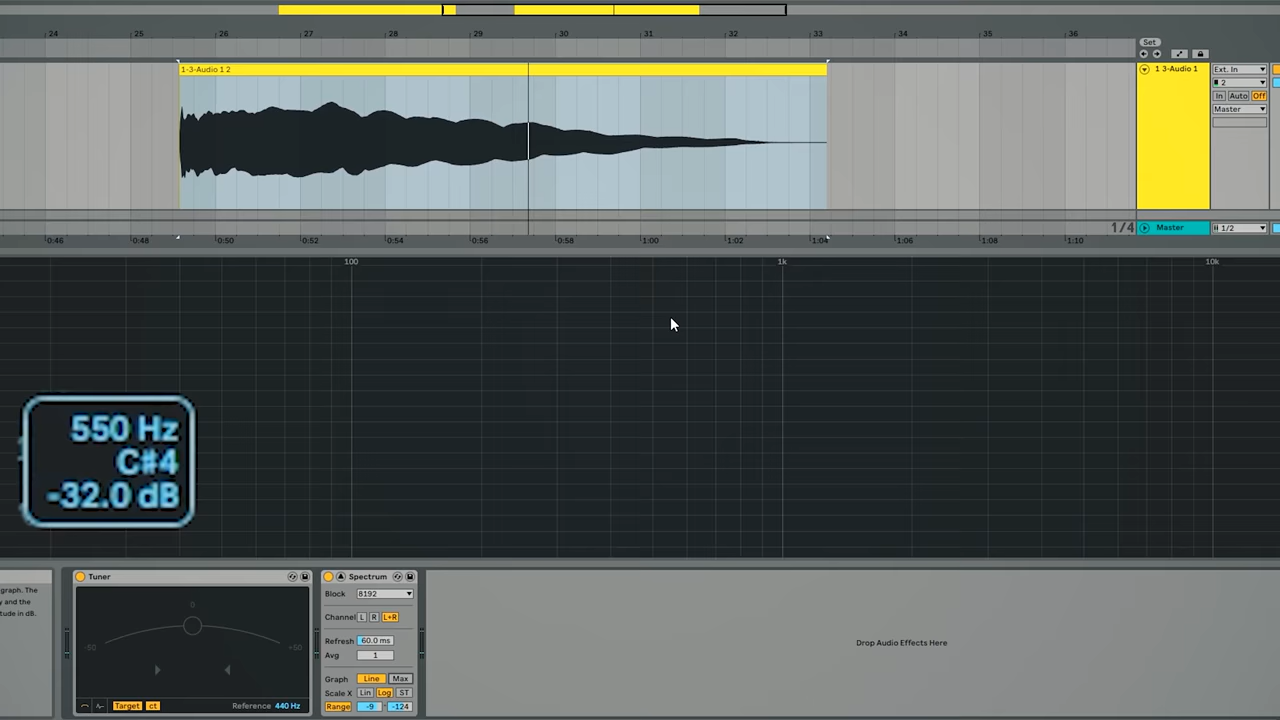 24 25 26 27 28 29 30 31 32 33 34 35 36
Set
1-3-Audio 1 2
1 3-Audio 1
Ext. In
2
In Auto Off
Master
1/4
Master
1/2
0:46 0:48 0:50 0:52 0:54 0:56 0:58 1:00 1:02 1:04 1:06 1:08 1:10
100 1k 10k
550 Hz
C#4
-32.0 dB
graph. The
y and the
tude in dB.
Tuner
0
-50 +50
Target ct Reference 440 Hz
Spectrum
Block 8192
Channel L R L+R
Refresh 60.0 ms
Avg 1
Graph Line Max
Scale X Lin Log ST
Range -9 -124
Drop Audio Effects Here